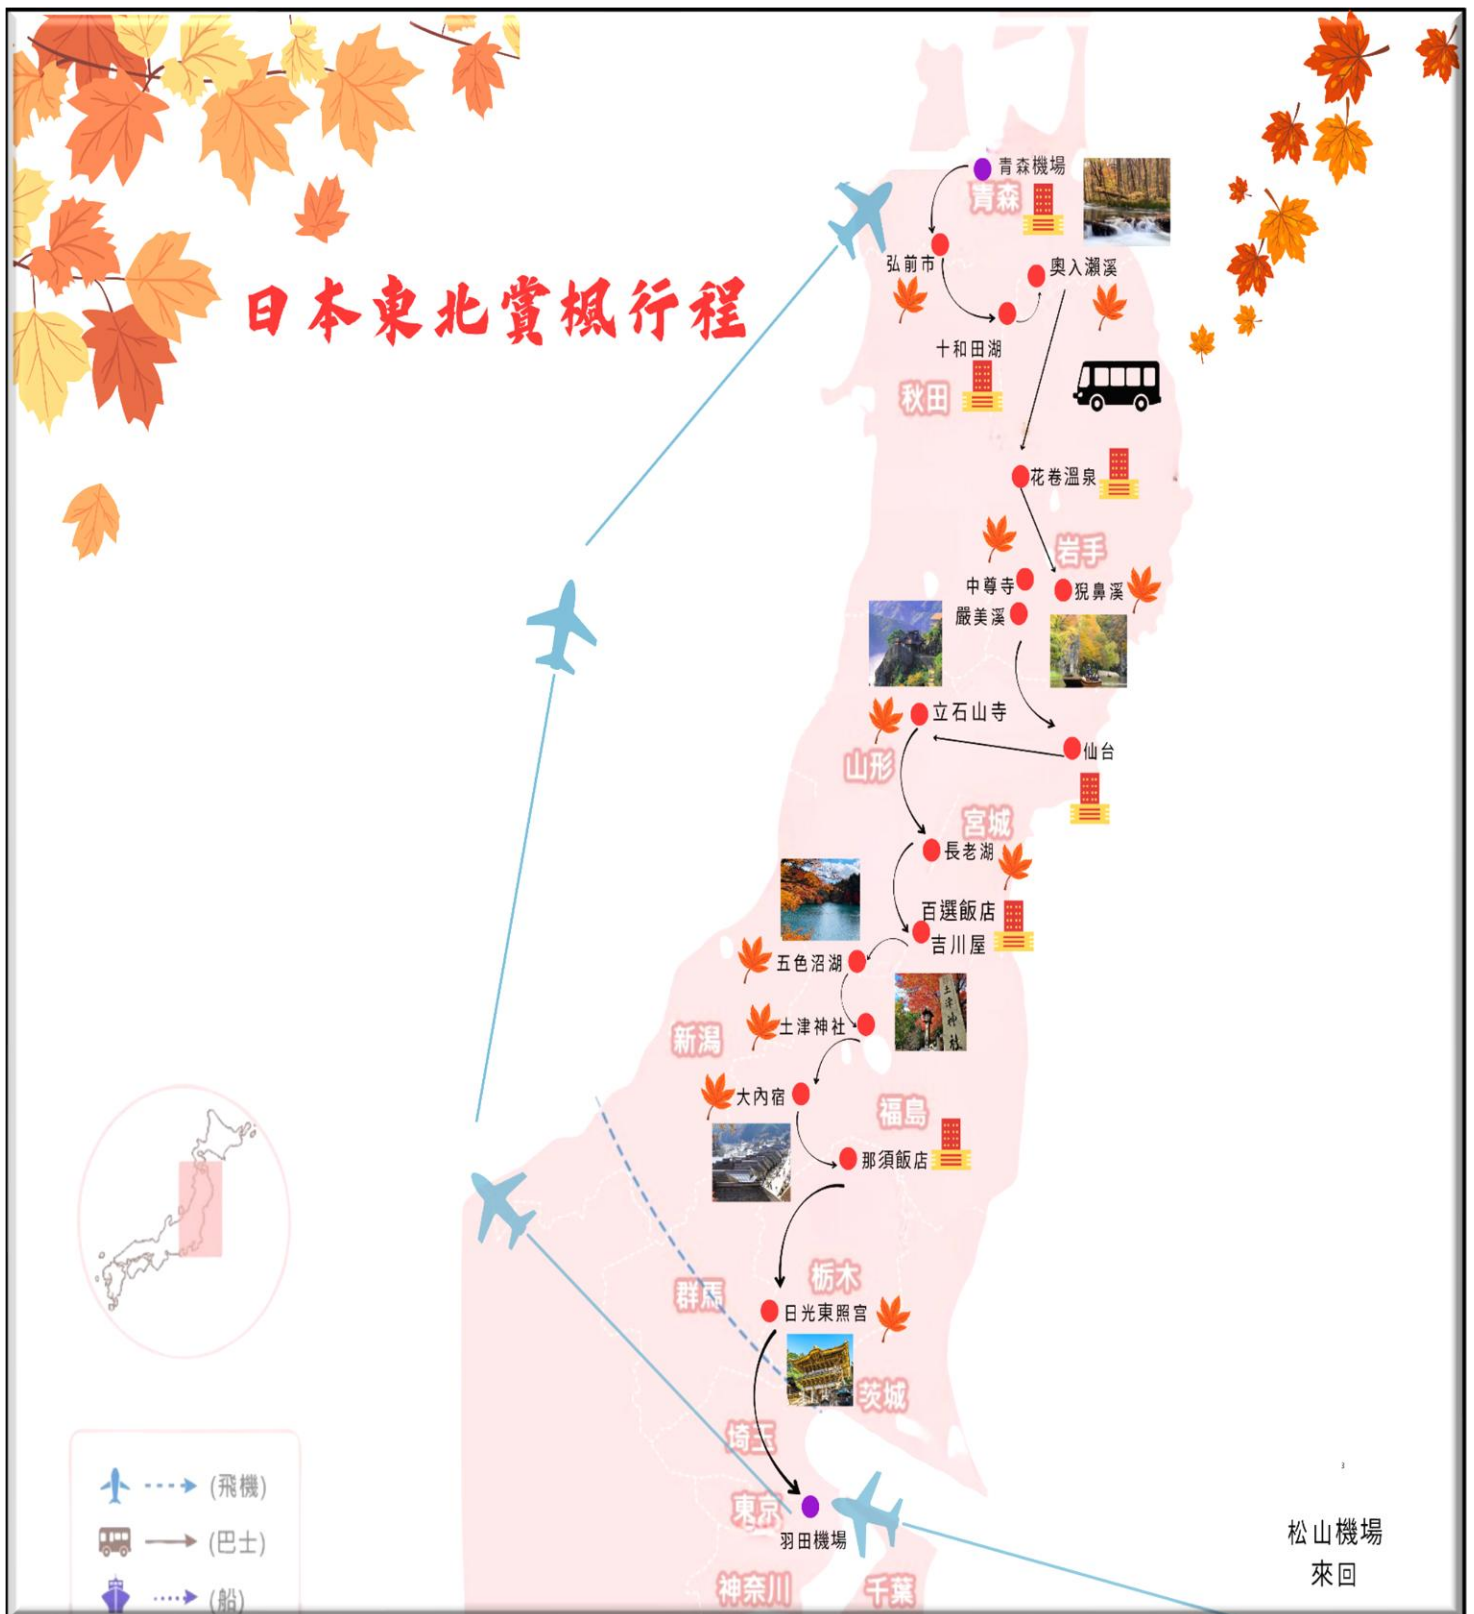 青森機場
青森
弘前市
奧入瀨溪
日本東北賞楓行程
十和田湖
秋田
花卷溫泉
岩手
中尊寺
猊鼻溪
嚴美溪
立石山寺
仙台
山形
宮城
長老湖
百選飯店
吉川屋
五色沼湖
土津神社
土津神社
新潟
大內宿
福島
那須飯店
栃木
群馬
日光東照宮
茨城
埼玉
東京
羽田機場
神奈川
千葉
3
松山機場
來回
(飛機)
(巴士)
(船)